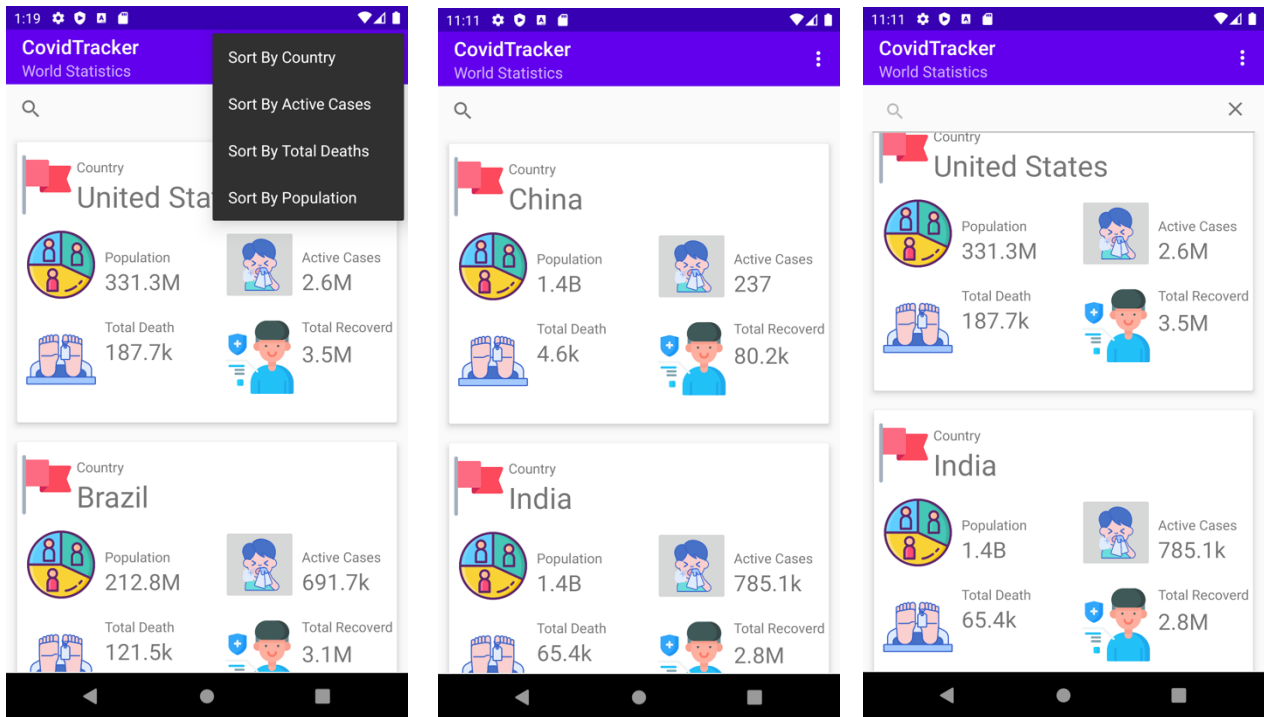 1:19
CovidTracker
World Statistics
Sort By Country
Sort By Active Cases
Sort By Total Deaths
Sort By Population
Country
United Sta
Population
331.3M
Active Cases
2.6M
Total Death
187.7k
Total Recoverd
3.5M
Country
Brazil
Population
212.8M
Active Cases
691.7k
Total Death
121.5k
Total Recoverd
3.1M
11:11
CovidTracker
World Statistics
Country
China
Population
1.4B
Active Cases
237
Total Death
4.6k
Total Recoverd
80.2k
Country
India
Population
1.4B
Active Cases
785.1k
Total Death
65.4k
Total Recoverd
2.8M
11:11
CovidTracker
World Statistics
Country
United States
Population
331.3M
Active Cases
2.6M
Total Death
187.7k
Total Recoverd
3.5M
Country
India
Population
1.4B
Active Cases
785.1k
Total Death
65.4k
Total Recoverd
2.8M